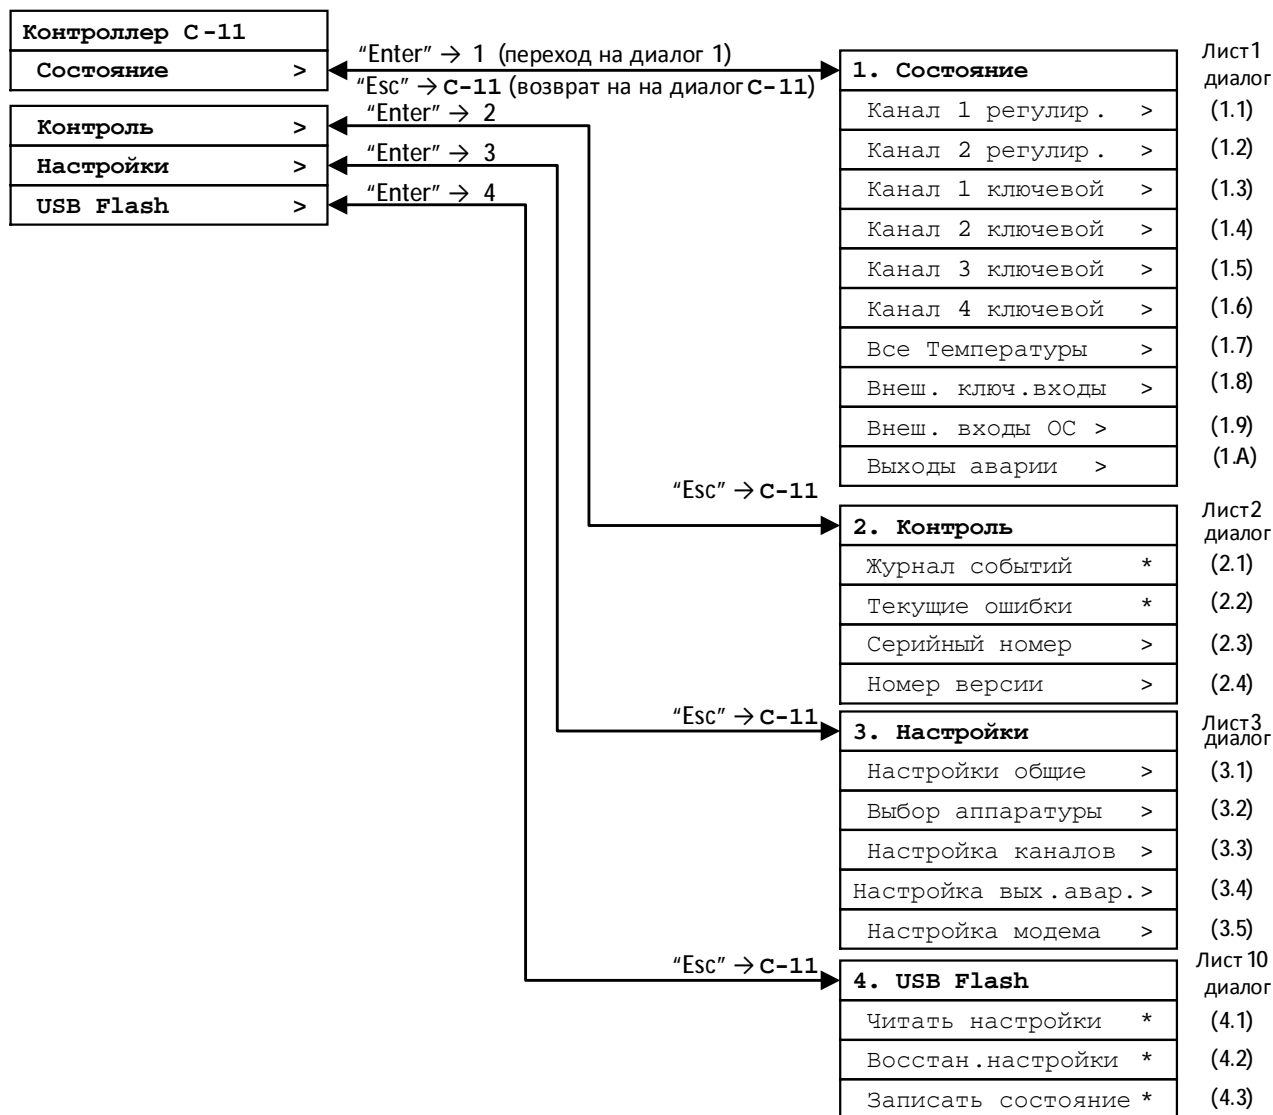 Контроллер С-11
Состояние >
Контроль >
Настройки >
USB Flash >
“Enter” → 1 (переход на диалог 1)
“Esc” → С-11 (возврат на на диалог С-11)
“Enter” → 2
“Enter” → 3
“Enter” → 4
Лист1
диалог
1. Состояние
Канал 1 регулир. > (1.1)
Канал 2 регулир. > (1.2)
Канал 1 ключевой > (1.3)
Канал 2 ключевой > (1.4)
Канал 3 ключевой > (1.5)
Канал 4 ключевой > (1.6)
Все Температуры > (1.7)
Внеш. ключ.входы > (1.8)
Внеш. входы ОС > (1.9)
Выходы аварии > (1.А)
“Esc” → С-11
Лист2
диалог
2. Контроль
Журнал событий * (2.1)
Текущие ошибки * (2.2)
Серийный номер > (2.3)
Номер версии > (2.4)
“Esc” → С-11
Лист3
диалог
3. Настройки
Настройки общие > (3.1)
Выбор аппаратуры > (3.2)
Настройка каналов > (3.3)
Настройка вых.авар.> (3.4)
Настройка модема > (3.5)
“Esc” → С-11
Лист 10
диалог
4. USB Flash
Читать настройки * (4.1)
Восстан.настройки * (4.2)
Записать состояние * (4.3)